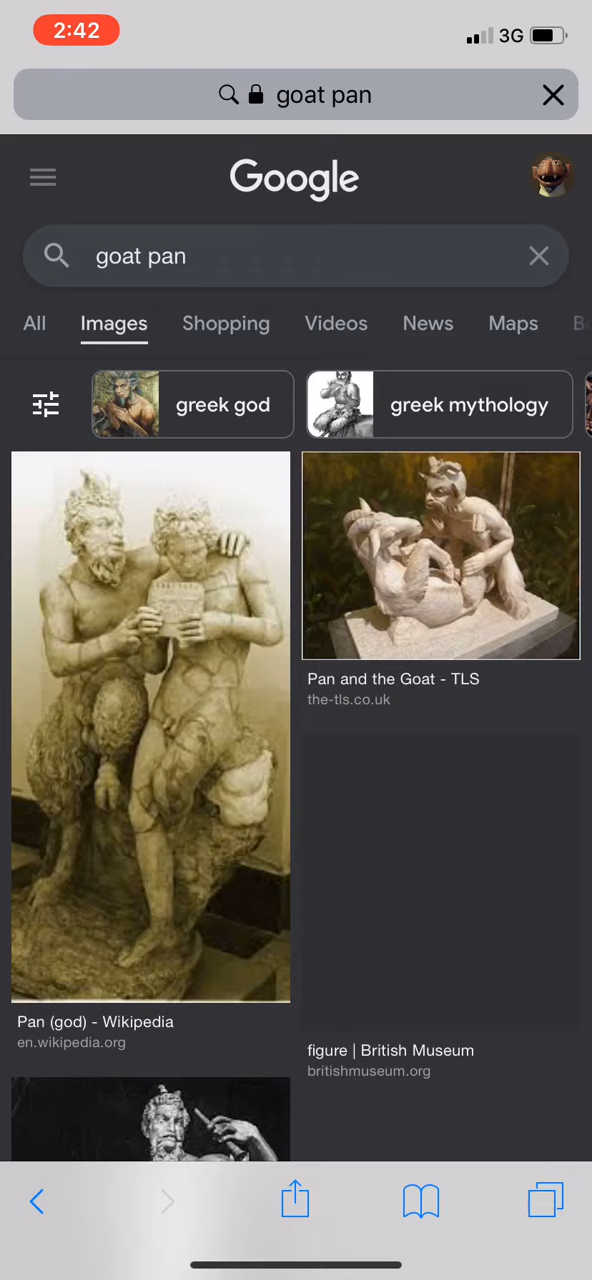 2:42
3G
goat pan
Google
goat pan
All Images Shopping Videos News Maps
greek god
greek mythology
Pan and the Goat - TLS
the-tls.co.uk
Pan (god) - Wikipedia
en.wikipedia.org
figure | British Museum
britishmuseum.org